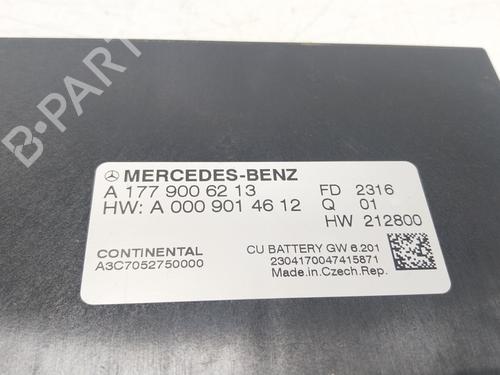 MERCEDES-BENZ
A 177 900 62 13 FD 2316
HW: A 000 901 46 12 Q 01
HW 212800
CONTINENTAL CU BATTERY GW 6.201
A3C7052750000 2304170047415871
Made.in.Czech.Rep.
B-PARTS